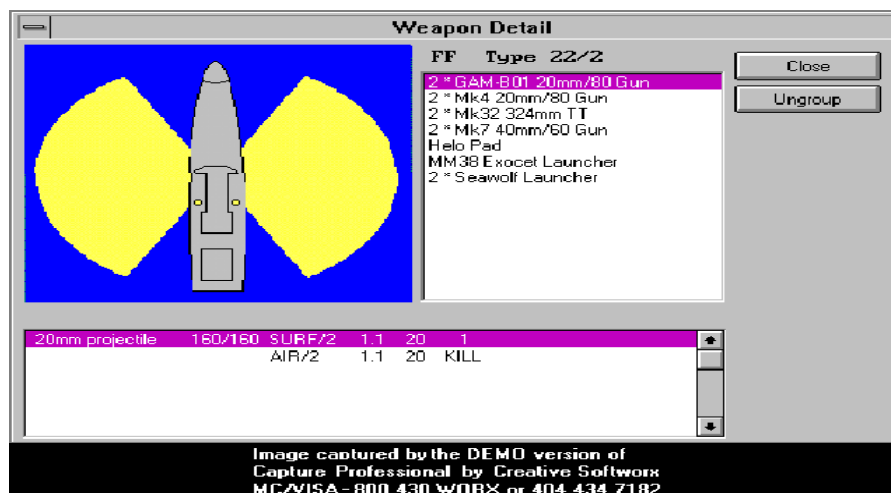 Weapon Detail
FF Type 22/2
Close
Ungroup
2 * GAM-B01 20mm/80 Gun
2 * Mk4 20mm/80 Gun
2 * Mk32 324mm TT
2 * Mk7 40mm/60 Gun
Helo Pad
MM38 Exocet Launcher
2 * Seawolf Launcher
20mm projectile 160/160 SURF/2 1.1 20 1
AIR/2 1.1 20 KILL
Image captured by the DEMO version of
Capture Professional by Creative Softworx
MC/VISA - 800 430 WORX or 404 434 7182